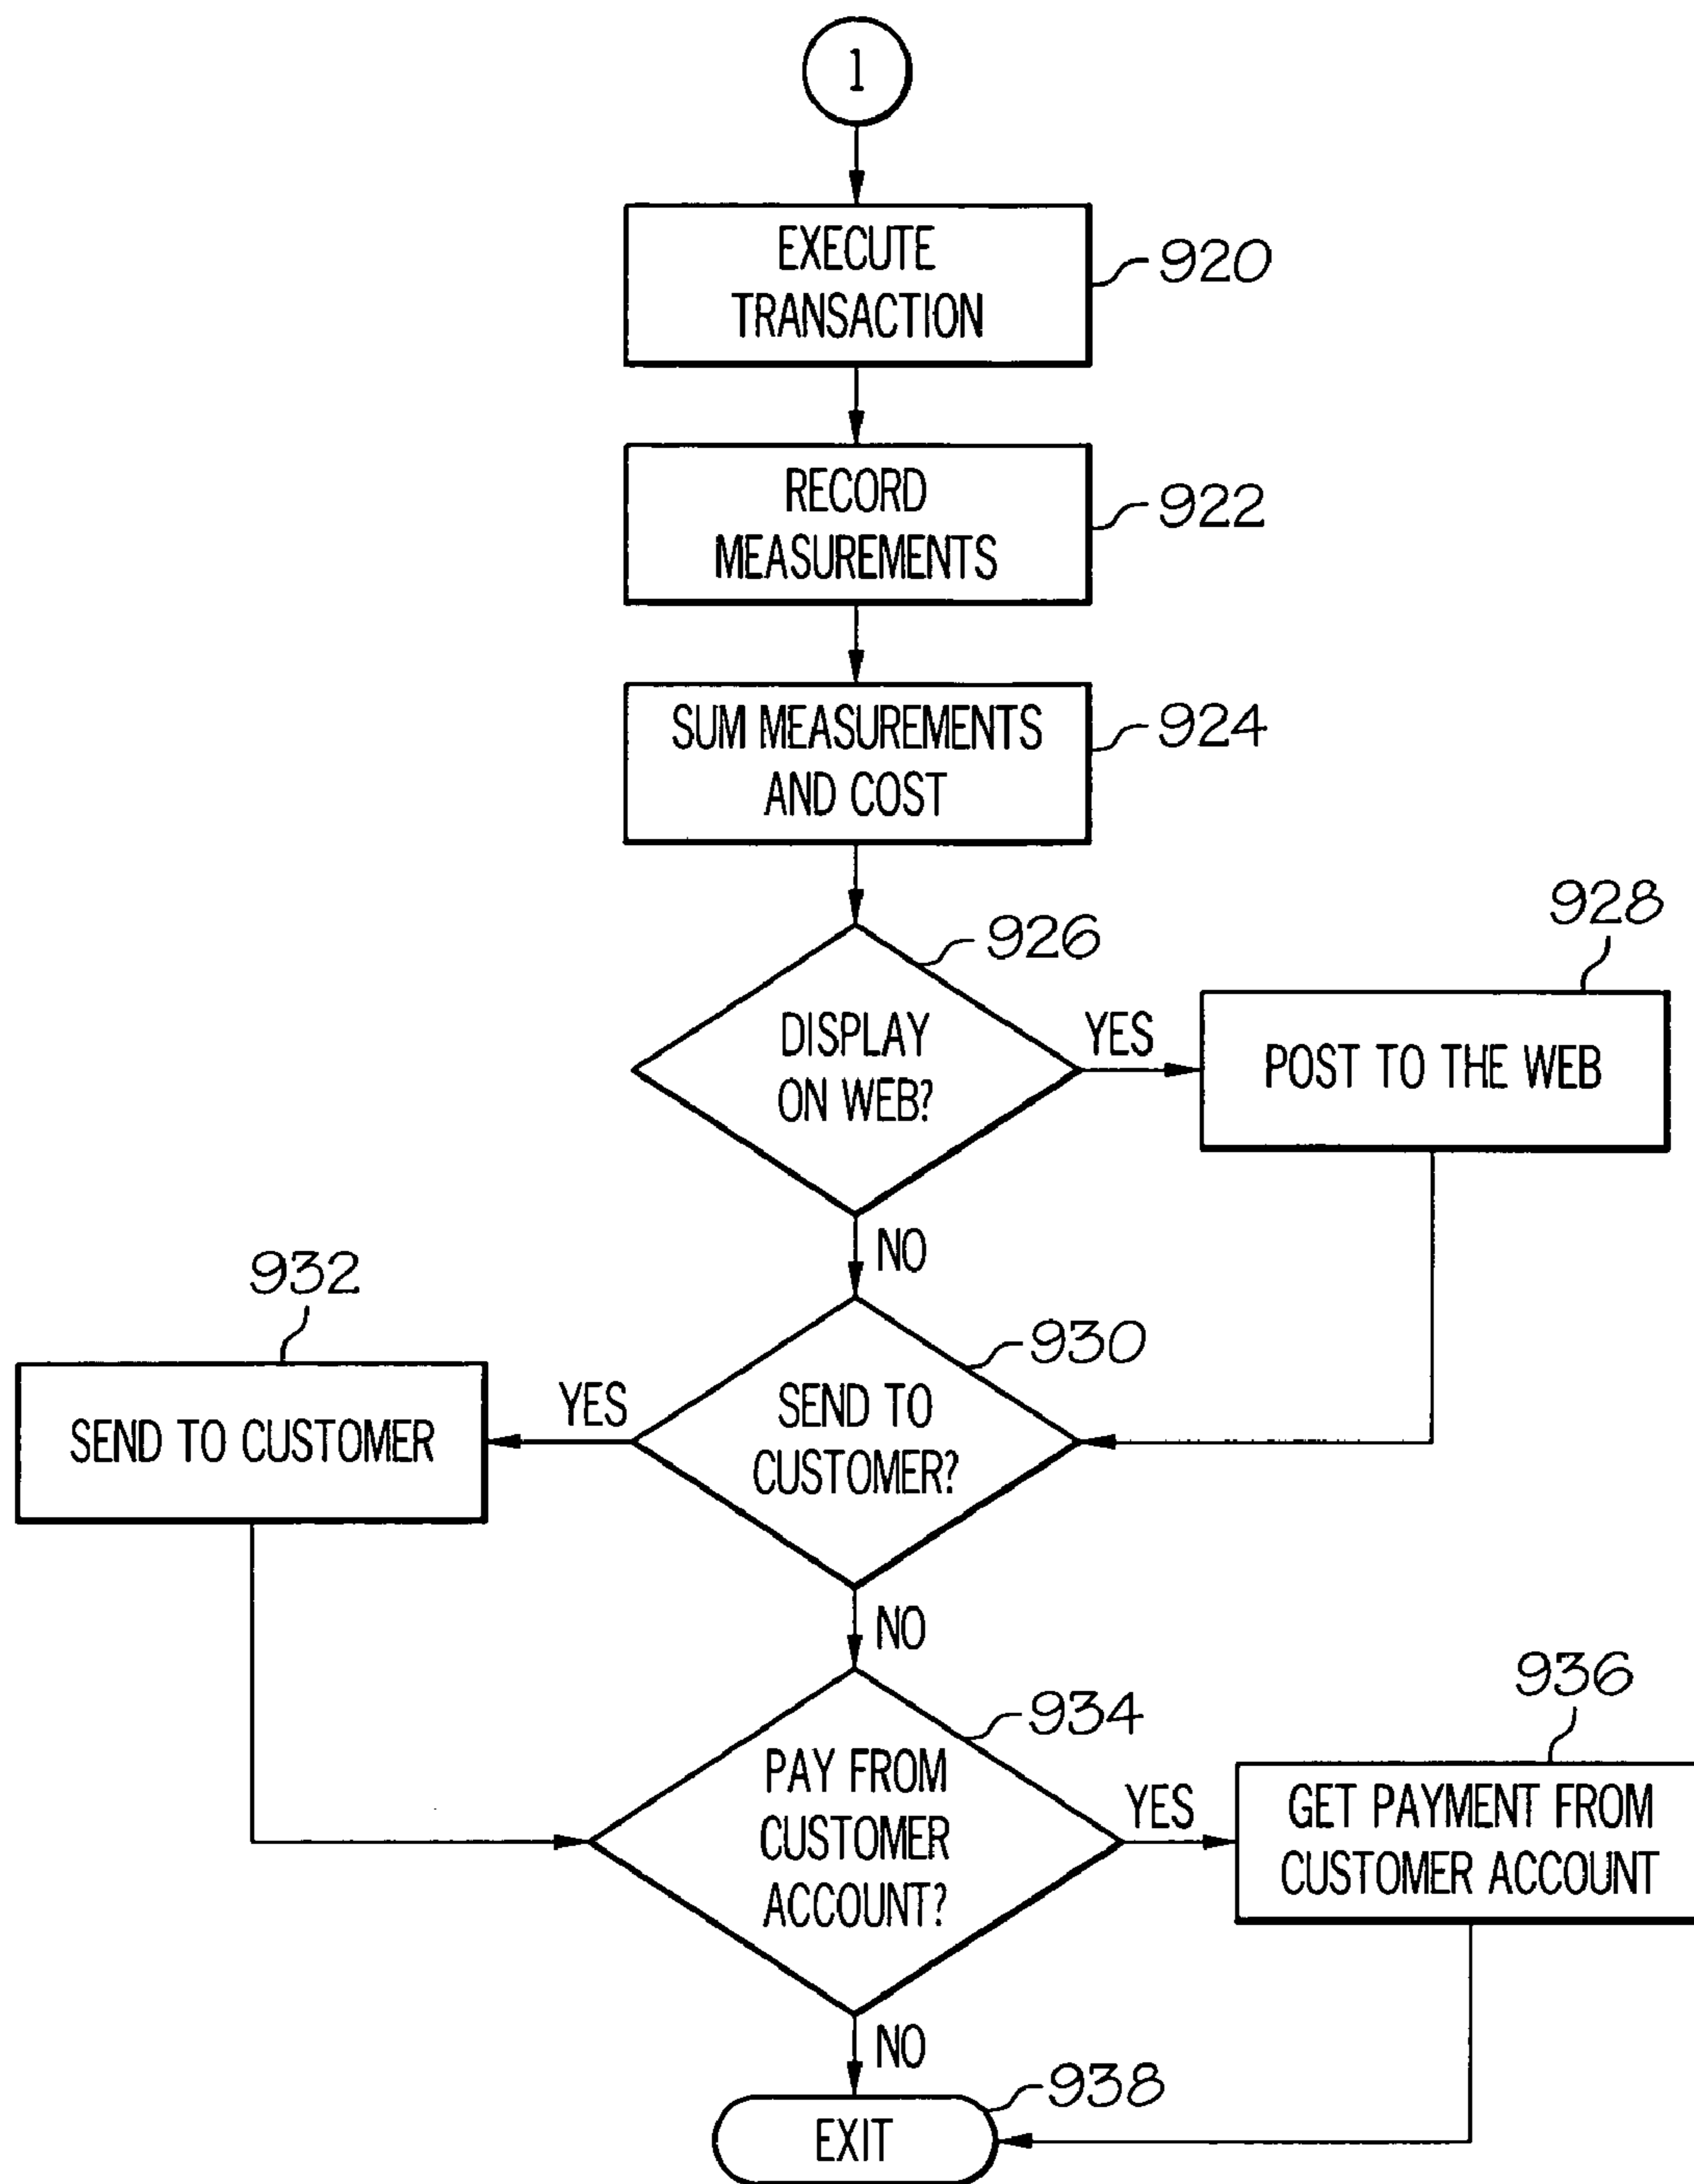 1
EXECUTE
TRANSACTION
920
RECORD
MEASUREMENTS
922
SUM MEASUREMENTS
AND COST
924
926
928
DISPLAY
ON WEB?
YES
POST TO THE WEB
NO
932
930
SEND TO CUSTOMER
YES
SEND TO
CUSTOMER?
NO
934
936
PAY FROM
CUSTOMER
ACCOUNT?
YES
GET PAYMENT FROM
CUSTOMER ACCOUNT
NO
938
EXIT